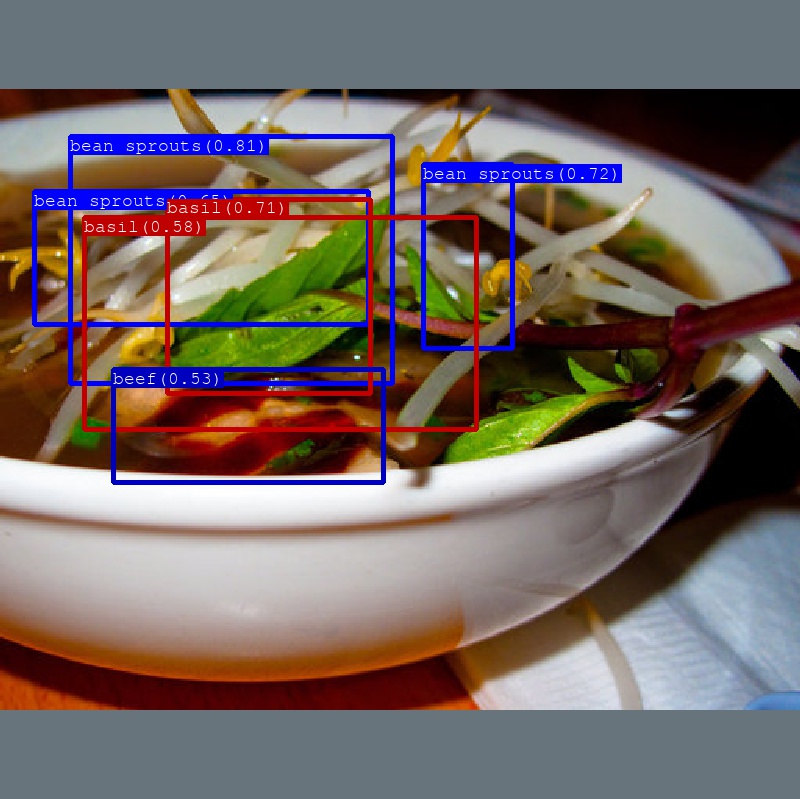 bean sprouts(0.81)
bean sprouts(0.72)
bean sprouts(0.65)
basil(0.71)
basil(0.58)
beef(0.53)